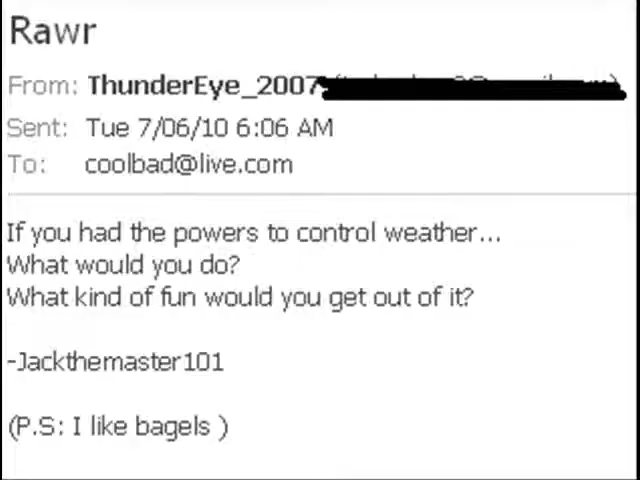 Rawr
From: ThunderEye_2007
Sent: Tue 7/06/10 6:06 AM
To: coolbad@live.com
If you had the powers to control weather...
What would you do?
What kind of fun would you get out of it?
-Jackthemaster101
(P.S: I like bagels )